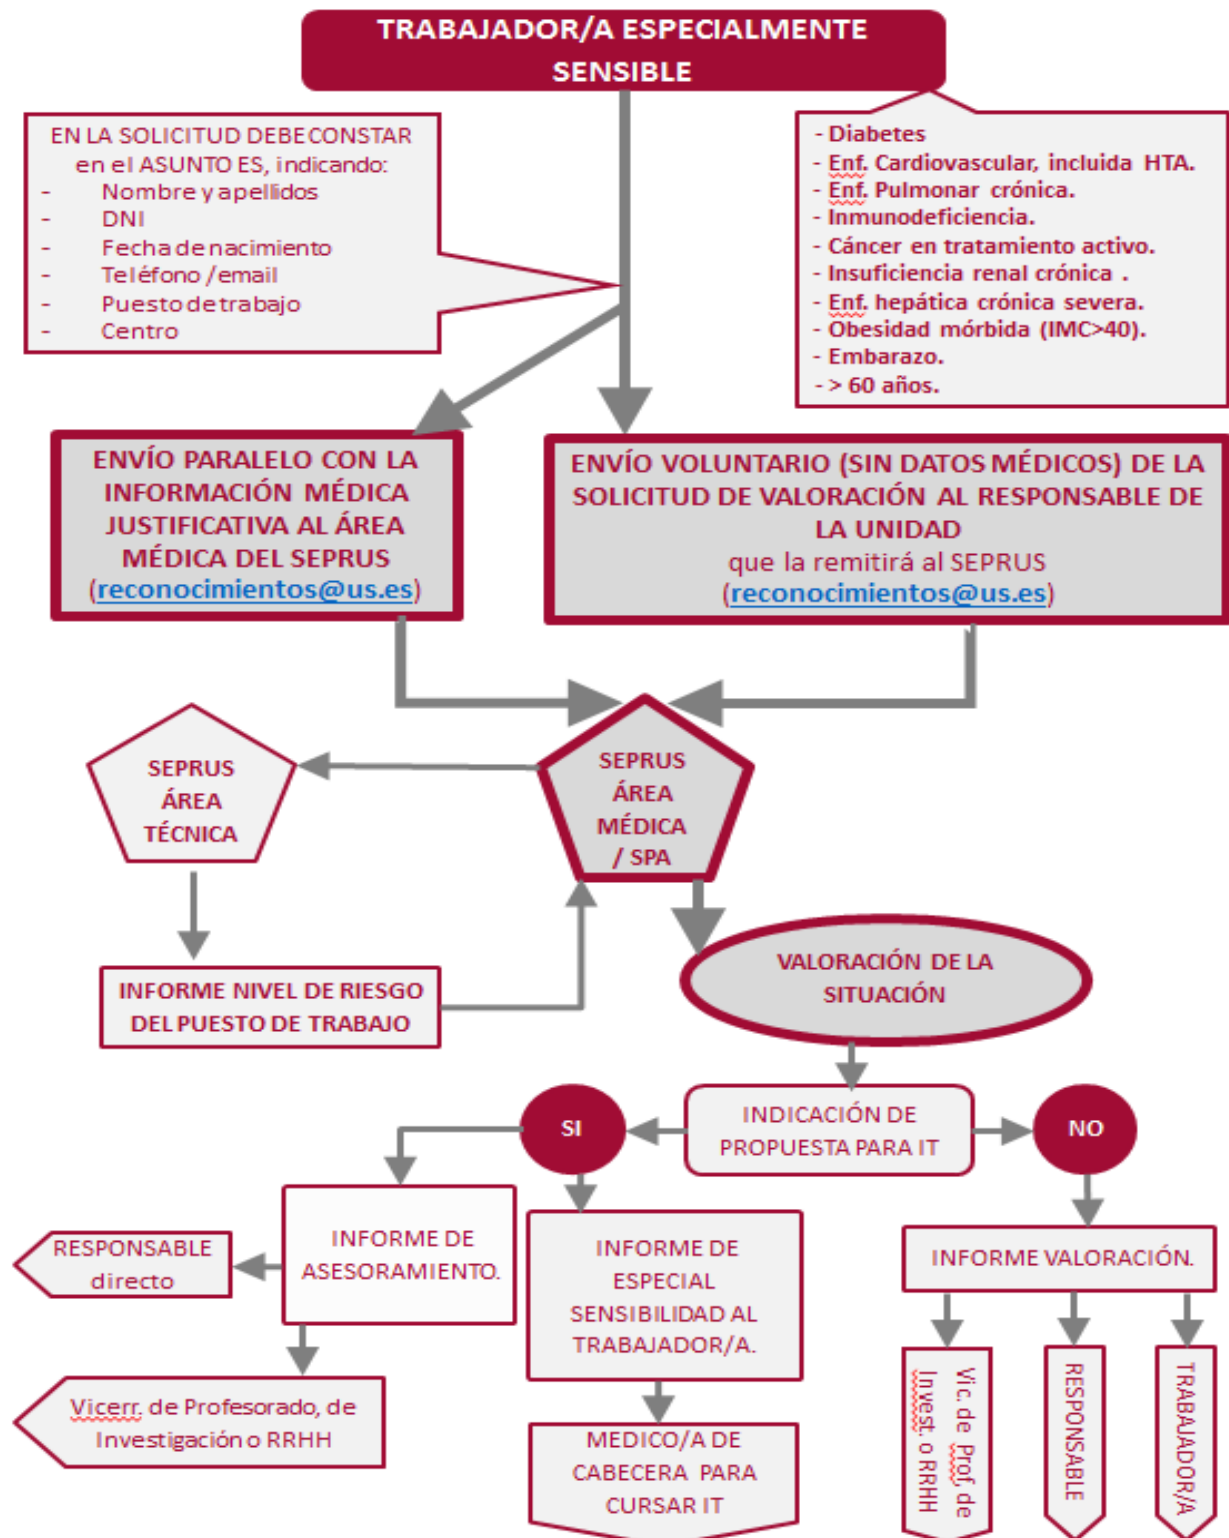 TRABAJADOR/A ESPECIALMENTE
SENSIBLE
EN LA SOLICITUD DEBECONSTAR
en el ASUNTO ES, indicando:
- Nombre y apellidos
- DNI
- Fecha de nacimiento
- Teléfono /email
- Puesto de trabajo
- Centro
- Diabetes
- Enf. Cardiovascular, incluida HTA.
- Enf. Pulmonar crónica.
- Inmunodeficiencia.
- Cáncer en tratamiento activo.
- Insuficiencia renal crónica .
- Enf. hepática crónica severa.
- Obesidad mórbida (IMC>40).
- Embarazo.
- > 60 años.
ENVÍO PARALELO CON LA
INFORMACIÓN MÉDICA
JUSTIFICATIVA AL ÁREA
MÉDICA DEL SEPRUS
(reconocimientos@us.es)
ENVÍO VOLUNTARIO (SIN DATOS MÉDICOS) DE LA
SOLICITUD DE VALORACIÓN AL RESPONSABLE DE
LA UNIDAD
que la remitirá al SEPRUS
(reconocimientos@us.es)
SEPRUS
ÁREA
TÉCNICA
SEPRUS
ÁREA
MÉDICA
/ SPA
INFORME NIVEL DE RIESGO
DEL PUESTO DE TRABAJO
VALORACIÓN DE LA
SITUACIÓN
INDICACIÓN DE
PROPUESTA PARA IT
SI
NO
INFORME DE
ASESORAMIENTO.
RESPONSABLE
directo
Vicerr. de Profesorado, de
Investigación o RRHH
INFORME DE
ESPECIAL
SENSIBILIDAD AL
TRABAJADOR/A.
MEDICO/A DE
CABECERA PARA
CURSAR IT
INFORME VALORACIÓN.
Vic. de Prof, de
Invest. o RRHH
RESPONSABLE
TRABAJADOR/A